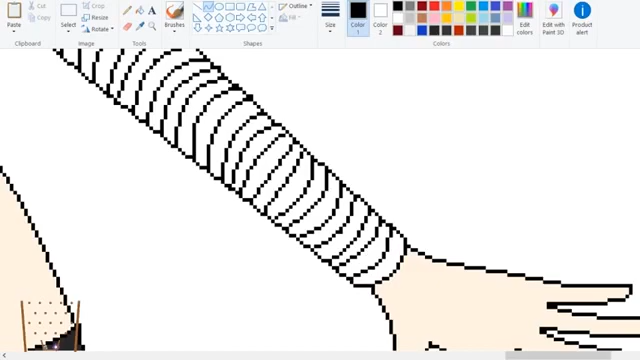 Paste
Cut
Copy
Clipboard
Select
Crop
Resize
Rotate
Image
Tools
Brushes
Outline
Fill
Shapes
Size
Color
1
Color
2
Colors
Edit
colors
Edit with
Paint 3D
Product
alert